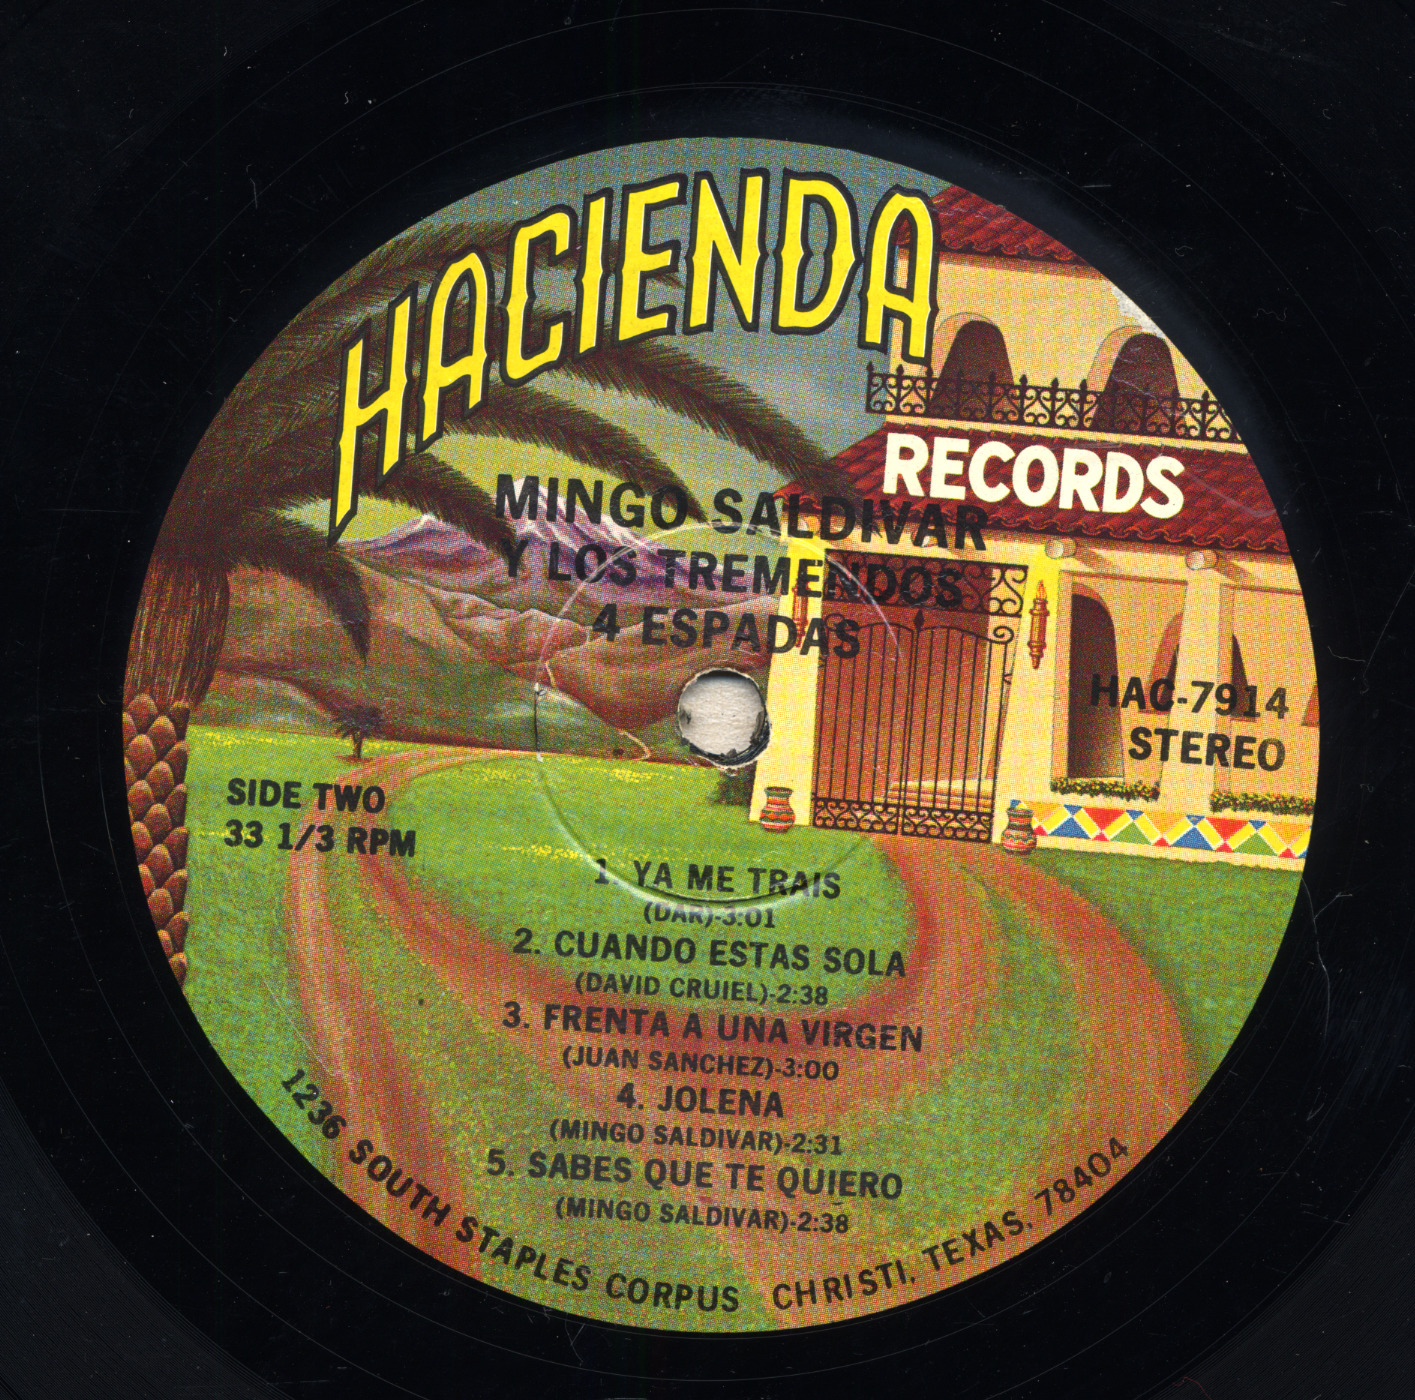 HACIENDA
RECORDS
MINGO SALDIVAR
Y LOS TREMENDOS
4 ESPADAS
HAC-7914
STEREO
SIDE TWO
33 1/3 RPM
1. YA ME TRAIS
(DAR)-3:01
2. CUANDO ESTAS SOLA
(DAVID CRUIEL)-2:38
3. FRENTA A UNA VIRGEN
(JUAN SANCHEZ)-3:00
4. JOLENA
(MINGO SALDIVAR)-2:31
5. SABES QUE TE QUIERO
(MINGO SALDIVAR)-2:38
1236 SOUTH STAPLES CORPUS CHRISTI, TEXAS, 78404